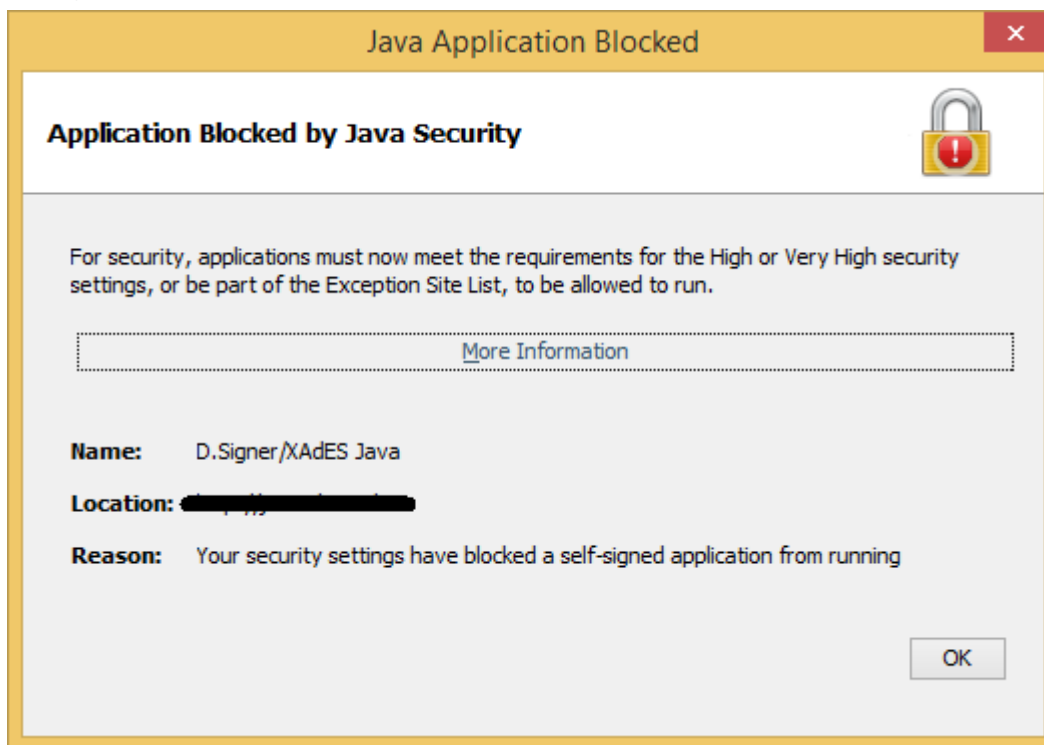 Java Application Blocked
Application Blocked by Java Security
For security, applications must now meet the requirements for the High or Very High security
settings, or be part of the Exception Site List, to be allowed to run.
More Information
Name: D.Signer/XAdES Java
Location:
Reason: Your security settings have blocked a self-signed application from running
OK